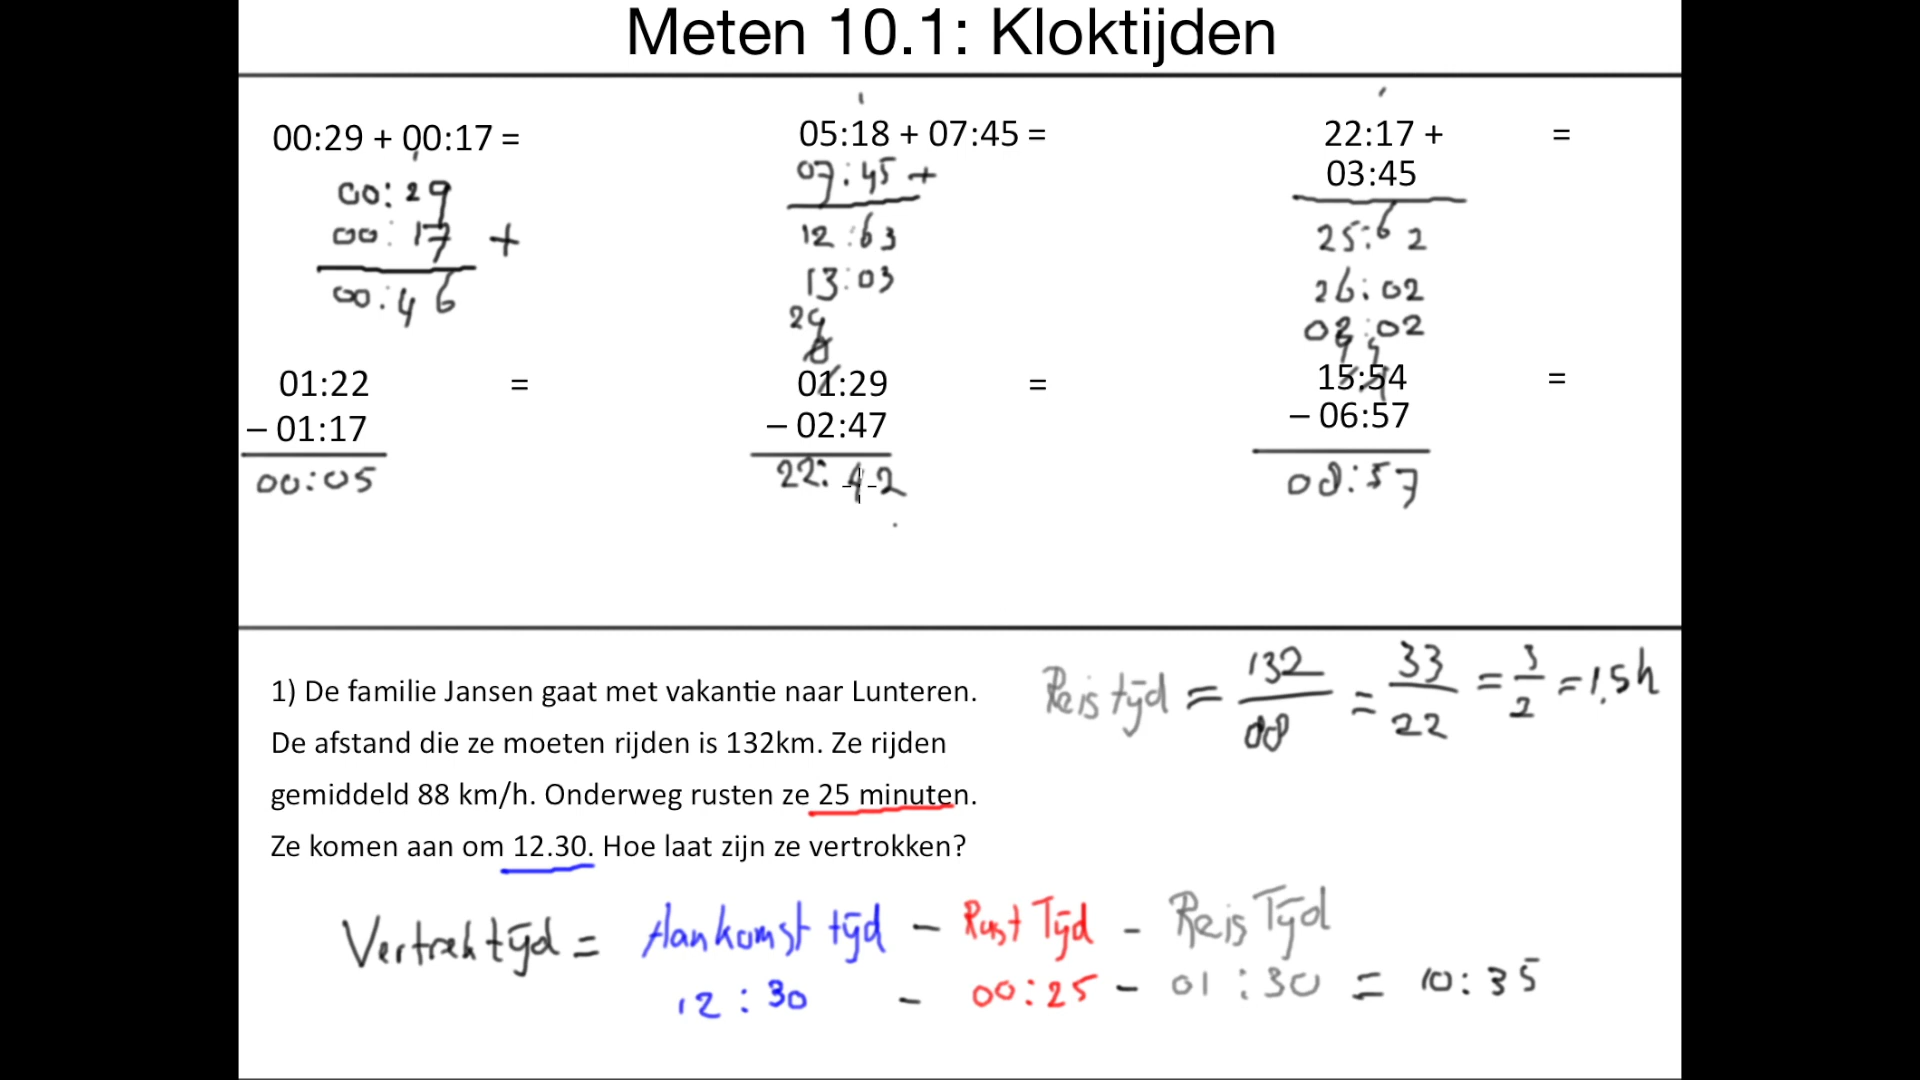 Meten 10.1: Kloktijden
00:29 + 00:17 =
00:29
00:17 +
00:46
05:18 + 07:45 =
07:45 +
12:63
13:03
22:17 + =
03:45
25:62
26:02
02:02
01:22 =
– 01:17
00:05
24
0
01:29 =
– 02:47
22:42
4 4
15:54 =
– 06:57
08:57
1) De familie Jansen gaat met vakantie naar Lunteren.
De afstand die ze moeten rijden is 132km. Ze rijden
gemiddeld 88 km/h. Onderweg rusten ze 25 minuten.
Ze komen aan om 12.30. Hoe laat zijn ze vertrokken?
Reistijd = 132/88 = 33/22 = 3/2 = 1.5h
Vertrektijd = Aankomst tijd - Rust Tijd - Reis Tijd
12:30 - 00:25 - 01:30 = 10:35